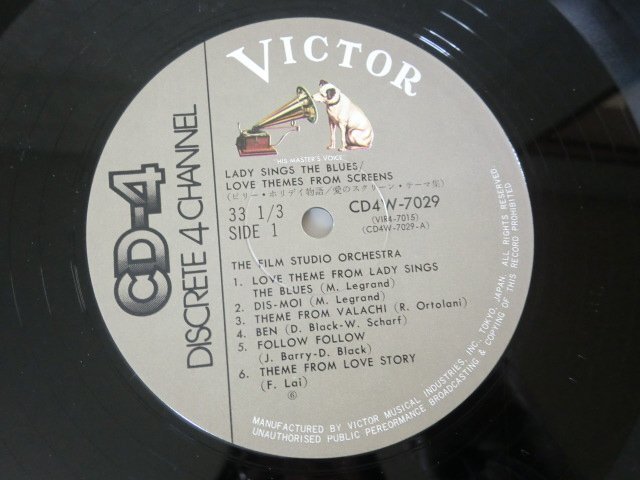 VICTOR
"HIS MASTER'S VOICE"
CD-4
DISCRETE 4 CHANNEL
LADY SINGS THE BLUES/
LOVE THEMES FROM SCREENS
(ビリー・ホリデイ物語/愛のスクリーン・テーマ集)
33 1/3
SIDE 1
CD4W-7029
(VIR4-7015)
(CD4W-7029-A)
THE FILM STUDIO ORCHESTRA
1. LOVE THEME FROM LADY SINGS
THE BLUES (M. Legrand)
2. DIS-MOI (M. Legrand)
3. THEME FROM VALACHI (R. Ortolani)
4. BEN (D. Black-W. Scharf)
5. FOLLOW FOLLOW
(J. Barry-D. Black)
6. THEME FROM LOVE STORY
(F. Lai)
⑥
MANUFACTURED BY VICTOR MUSICAL INDUSTRIES, INC., TOKYO, JAPAN. ALL RIGHTS RESERVED.
UNAUTHORISED PUBLIC PERFORMANCE BROADCASTING & COPYING OF THIS RECORD PROHIBITED